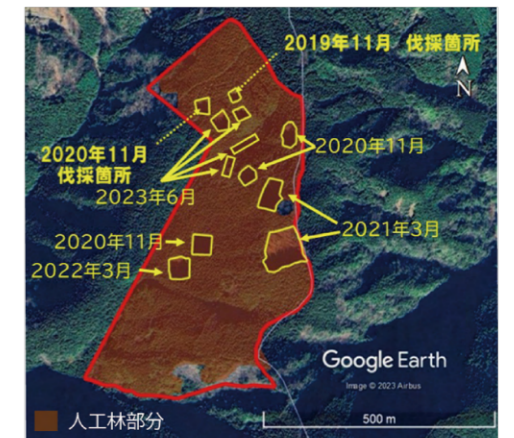 2019年11月 伐採箇所
N
2020年11月
2020年11月
伐採箇所
2023年6月
2021年3月
2020年11月
2022年3月
Google Earth
Image © 2023 Airbus
人工林部分
500 m